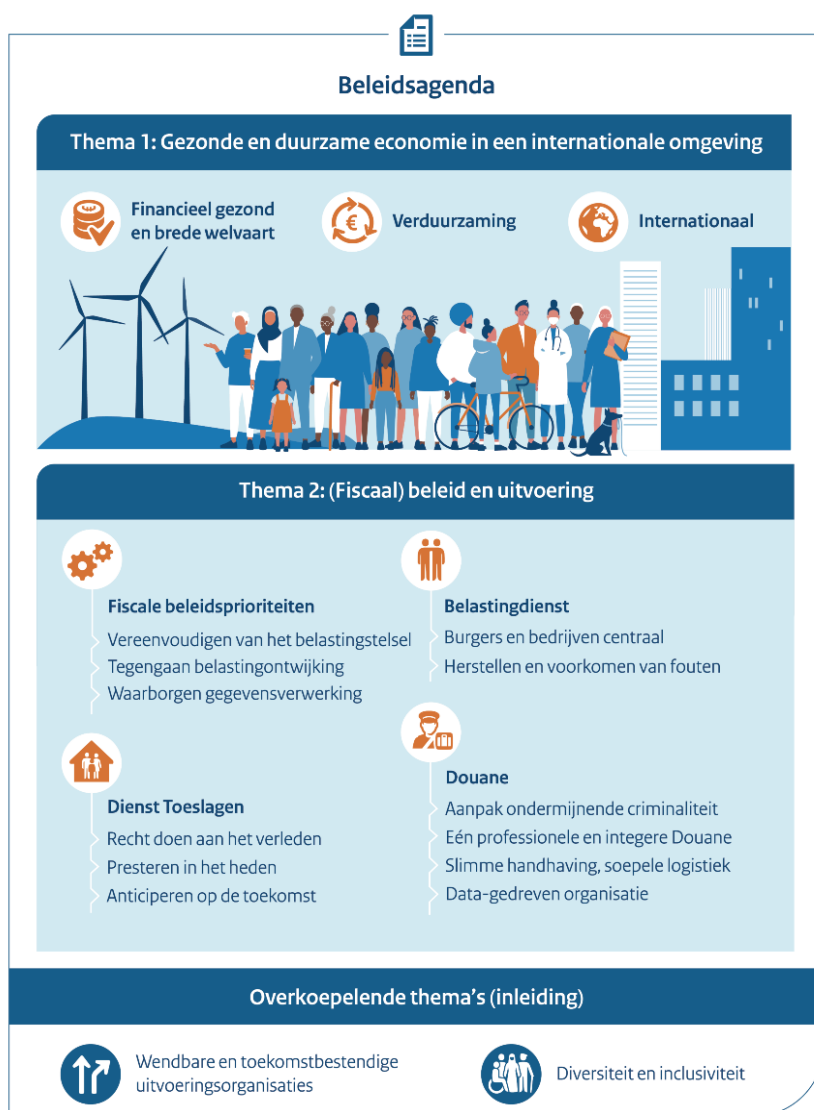 Beleidsagenda
Thema 1: Gezonde en duurzame economie in een internationale omgeving
Financieel gezond
en brede welvaart
Verduurzaming
Internationaal
Thema 2: (Fiscaal) beleid en uitvoering
Fiscale beleidsprioriteiten
Vereenvoudigen van het belastingstelsel
Tegengaan belastingontwijking
Waarborgen gegevensverwerking
Belastingdienst
Burgers en bedrijven centraal
Herstellen en voorkomen van fouten
Dienst Toeslagen
Recht doen aan het verleden
Presteren in het heden
Anticiperen op de toekomst
Douane
Aanpak ondermijnende criminaliteit
Eén professionele en integere Douane
Slimme handhaving, soepele logistiek
Data-gedreven organisatie
Overkoepelende thema's (inleiding)
Wendbare en toekomstbestendige
uitvoeringsorganisaties
Diversiteit en inclusiviteit